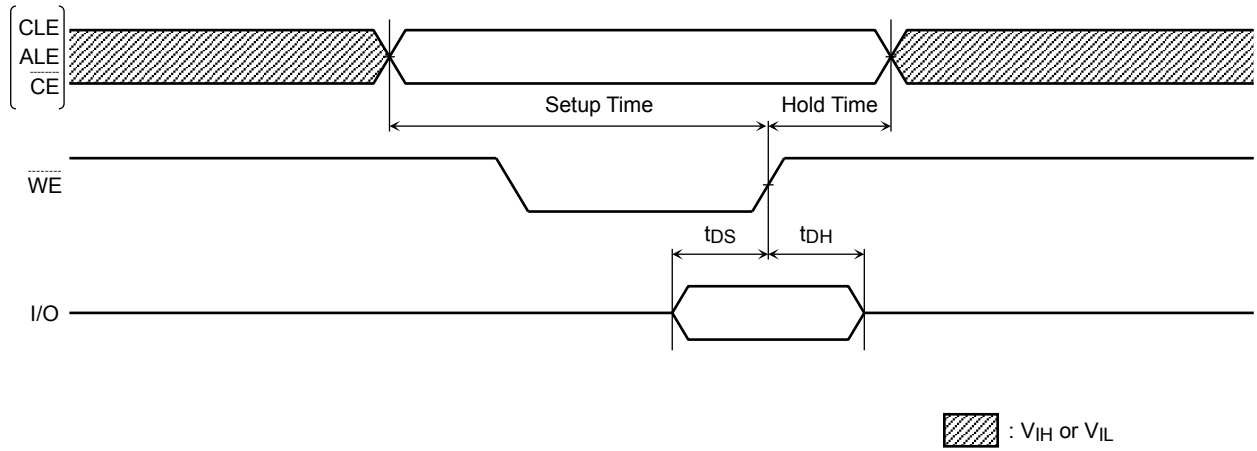 CLE
ALE
CE
Setup Time
Hold Time
WE
tDS
tDH
I/O
: VIH or VIL